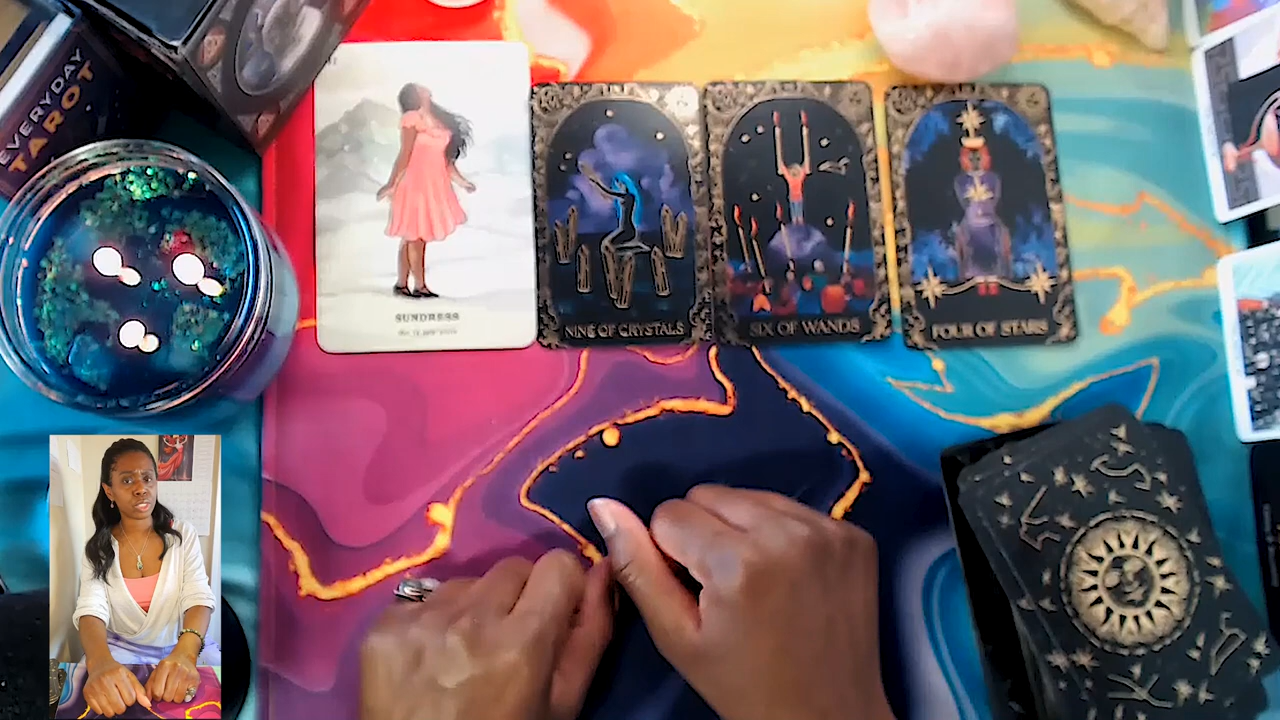 EVERYDAY
TAROT
SUNDRESS
NINE OF CRYSTALS
SIX OF WANDS
FOUR OF STARS